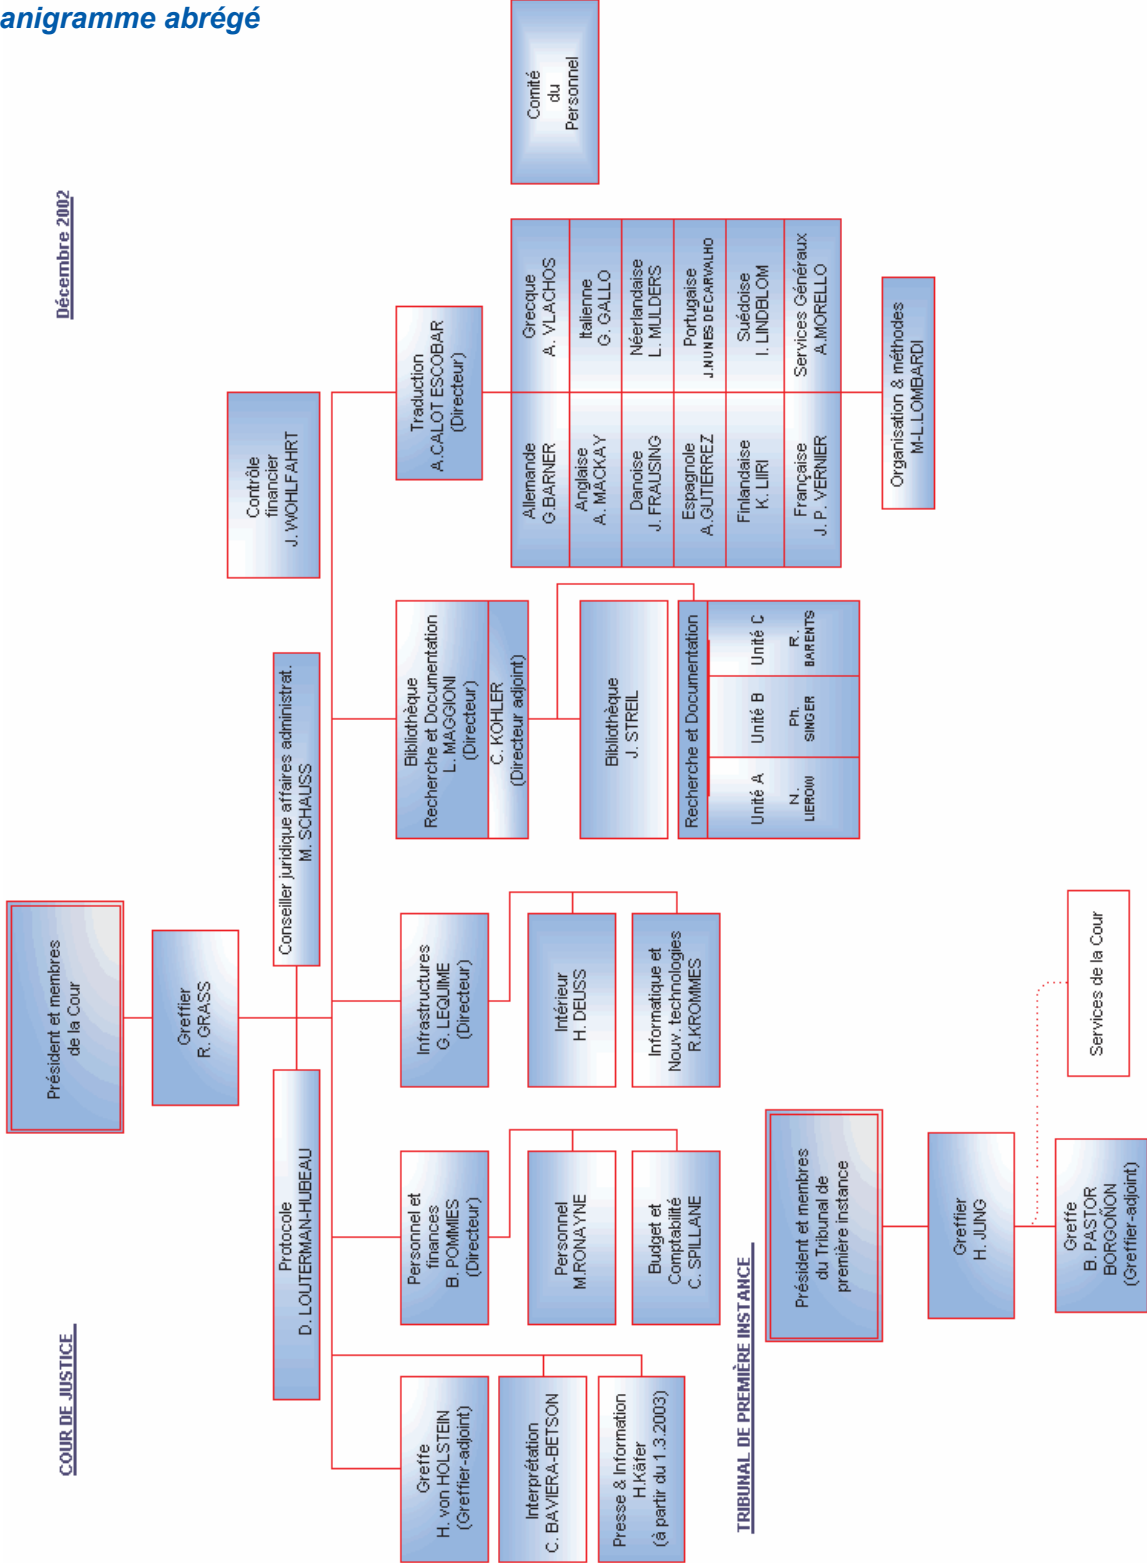 anigramme abrégé
Décembre 2002
COUR DE JUSTICE
Président et membres
de la Cour
Greffier
R. GRASS
Protocole
D. LOUTERMAN-HUBEAU
Conseiller juridique affaires administrat.
M. SCHAUSS
Contrôle
financier
J. WOHLFAHRT
Comité
du
Personnel
Greffe
H. von HOLSTEIN
(Greffier-adjoint)
Interprétation
C. BAVIERA-BETSON
Presse & Information
H.Käfer
(à partir du 1.3.2003)
Personnel et
finances
B. POMMIES
(Directeur)
Personnel
M.RONAYNE
Budget et
Comptabilité
C. SPILLANE
Infrastructures
G. LEQUIME
(Directeur)
Intérieur
H. DEUSS
Informatique et
Nouv. technologies
R.KROMMES
Bibliothèque
Recherche et Documentation
L. MAGGIONI
(Directeur)
C. KOHLER
(Directeur adjoint)
Bibliothèque
J. STREIL
Recherche et Documentation
Unité A
N.
LIEROW
Unité B
Ph.
SINGER
Unité C
R.
BARENTS
Traduction
A.CALOT ESCOBAR
(Directeur)
Allemande
G.BARNER
Grecque
A. VLACHOS
Anglaise
A. MACKAY
Italienne
G. GALLO
Danoise
J. FRAUSING
Néerlandaise
L. MULDERS
Espagnole
A.GUTIERREZ
Portugaise
J.NUNES DE CARVALHO
Finlandaise
K. LIIRI
Suédoise
I. LINDBLOM
Française
J. P. VERNIER
Services Généraux
A.MORELLO
Organisation & méthodes
M-L.LOMBARDI
TRIBUNAL DE PREMIÈRE INSTANCE
Président et membres
du Tribunal de
première instance
Greffier
H. JUNG
Greffe
B. PASTOR
BORGOÑON
(Greffier-adjoint)
Services de la Cour